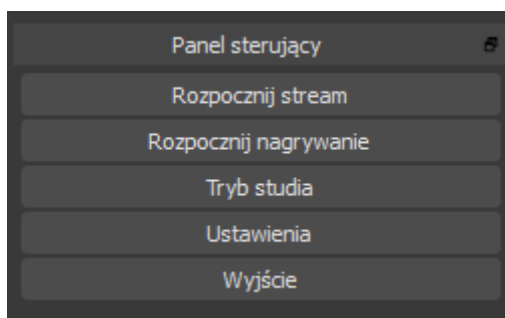 Panel sterujący
Rozpocznij stream
Rozpocznij nagrywanie
Tryb studia
Ustawienia
Wyjście